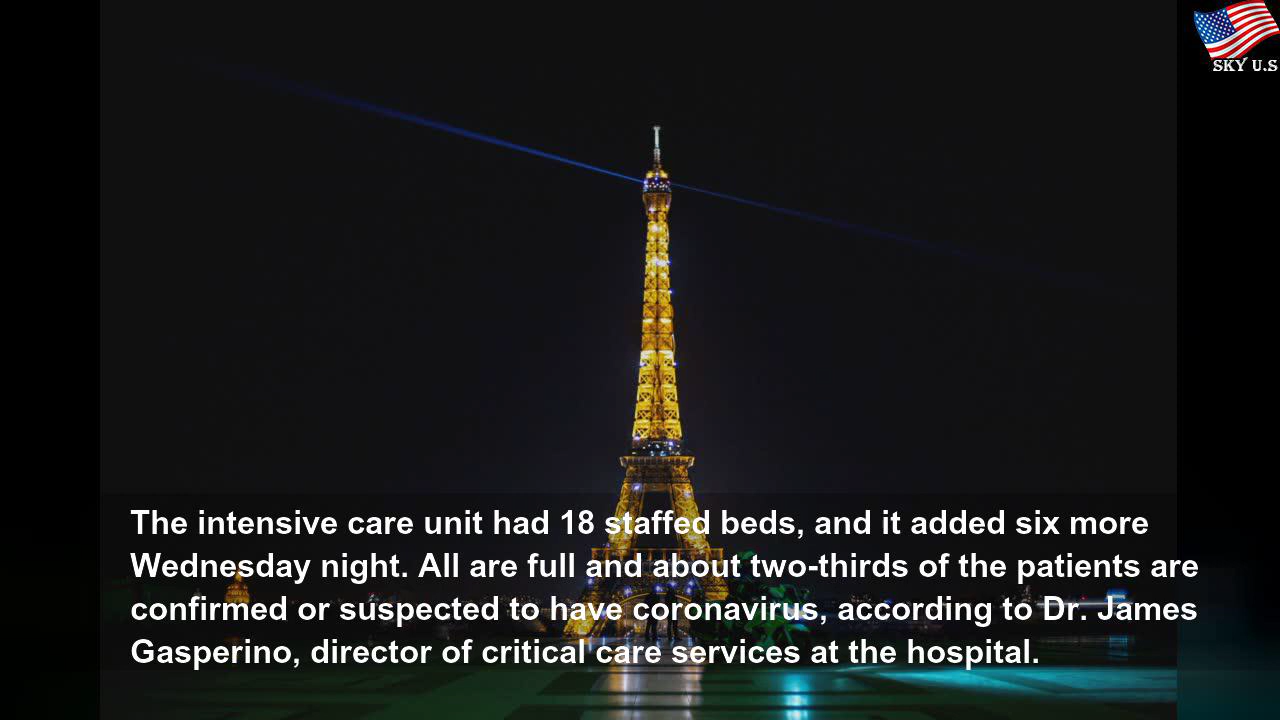 SKY U.S
The intensive care unit had 18 staffed beds, and it added six more
Wednesday night. All are full and about two-thirds of the patients are
confirmed or suspected to have coronavirus, according to Dr. James
Gasperino, director of critical care services at the hospital.